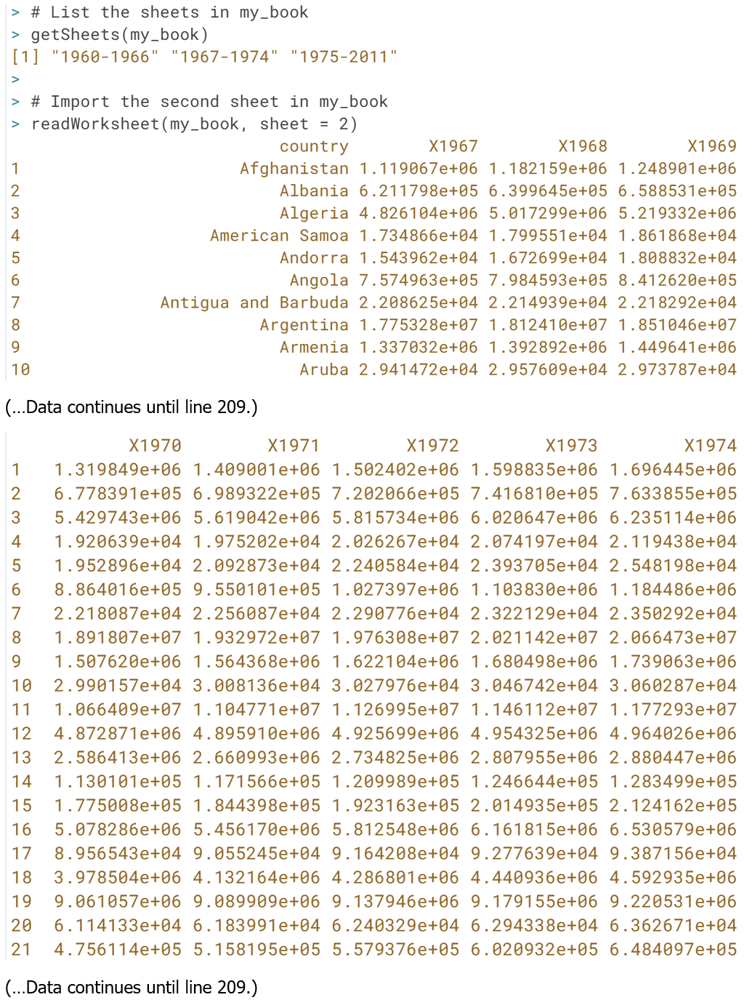 > # List the sheets in my_book
> getSheets(my_book)
[1] "1960-1966" "1967-1974" "1975-2011"
>
> # Import the second sheet in my_book
> readWorksheet(my_book, sheet = 2)
country X1967 X1968 X1969
1 Afghanistan 1.119067e+06 1.182159e+06 1.248901e+06
2 Albania 6.211798e+05 6.399645e+05 6.588531e+05
3 Algeria 4.826104e+06 5.017299e+06 5.219332e+06
4 American Samoa 1.734866e+04 1.799551e+04 1.861868e+04
5 Andorra 1.543962e+04 1.672699e+04 1.808832e+04
6 Angola 7.574963e+05 7.984593e+05 8.412620e+05
7 Antigua and Barbuda 2.208625e+04 2.214939e+04 2.218292e+04
8 Argentina 1.775328e+07 1.812410e+07 1.851046e+07
9 Armenia 1.337032e+06 1.392892e+06 1.449641e+06
10 Aruba 2.941472e+04 2.957609e+04 2.973787e+04
(...Data continues until line 209.)
X1970 X1971 X1972 X1973 X1974
1 1.319849e+06 1.409001e+06 1.502402e+06 1.598835e+06 1.696445e+06
2 6.778391e+05 6.989322e+05 7.202066e+05 7.416810e+05 7.633855e+05
3 5.429743e+06 5.619042e+06 5.815734e+06 6.020647e+06 6.235114e+06
4 1.920639e+04 1.975202e+04 2.026267e+04 2.074197e+04 2.119438e+04
5 1.952896e+04 2.092873e+04 2.240584e+04 2.393705e+04 2.548198e+04
6 8.864016e+05 9.550101e+05 1.027397e+06 1.103830e+06 1.184486e+06
7 2.218087e+04 2.256087e+04 2.290776e+04 2.322129e+04 2.350292e+04
8 1.891807e+07 1.932972e+07 1.976308e+07 2.021142e+07 2.066473e+07
9 1.507620e+06 1.564368e+06 1.622104e+06 1.680498e+06 1.739063e+06
10 2.990157e+04 3.008136e+04 3.027976e+04 3.046742e+04 3.060287e+04
11 1.066409e+07 1.104771e+07 1.126995e+07 1.146112e+07 1.177293e+07
12 4.872871e+06 4.895910e+06 4.925699e+06 4.954325e+06 4.964026e+06
13 2.586413e+06 2.660993e+06 2.734825e+06 2.807955e+06 2.880447e+06
14 1.130101e+05 1.171566e+05 1.209989e+05 1.246644e+05 1.283499e+05
15 1.775008e+05 1.844398e+05 1.923163e+05 2.014935e+05 2.124162e+05
16 5.078286e+06 5.456170e+06 5.812548e+06 6.161815e+06 6.530579e+06
17 8.956543e+04 9.055245e+04 9.164208e+04 9.277639e+04 9.387156e+04
18 3.978504e+06 4.132164e+06 4.286801e+06 4.440936e+06 4.592935e+06
19 9.061057e+06 9.089909e+06 9.137946e+06 9.179155e+06 9.220531e+06
20 6.114133e+04 6.183991e+04 6.240329e+04 6.294338e+04 6.362671e+04
21 4.756114e+05 5.158195e+05 5.579376e+05 6.020932e+05 6.484097e+05
(...Data continues until line 209.)